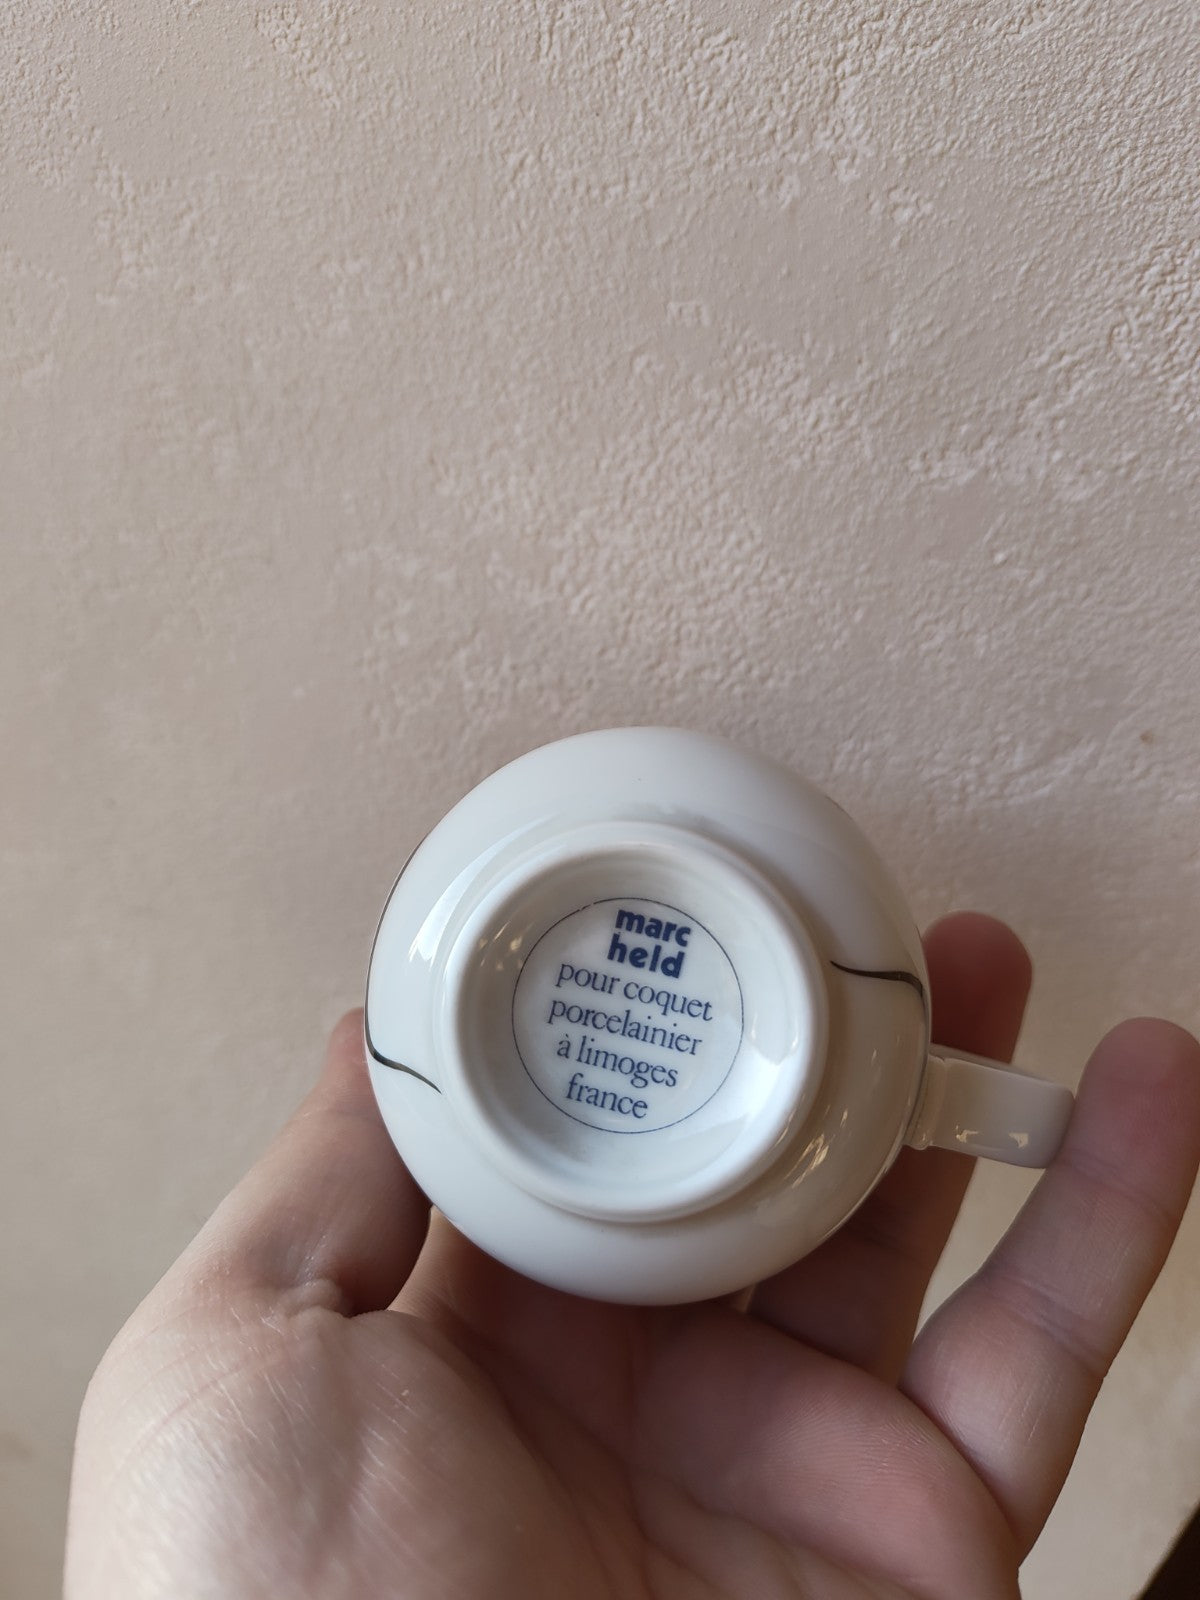 marc
held
pour coquet
porcelainier
à limoges
france